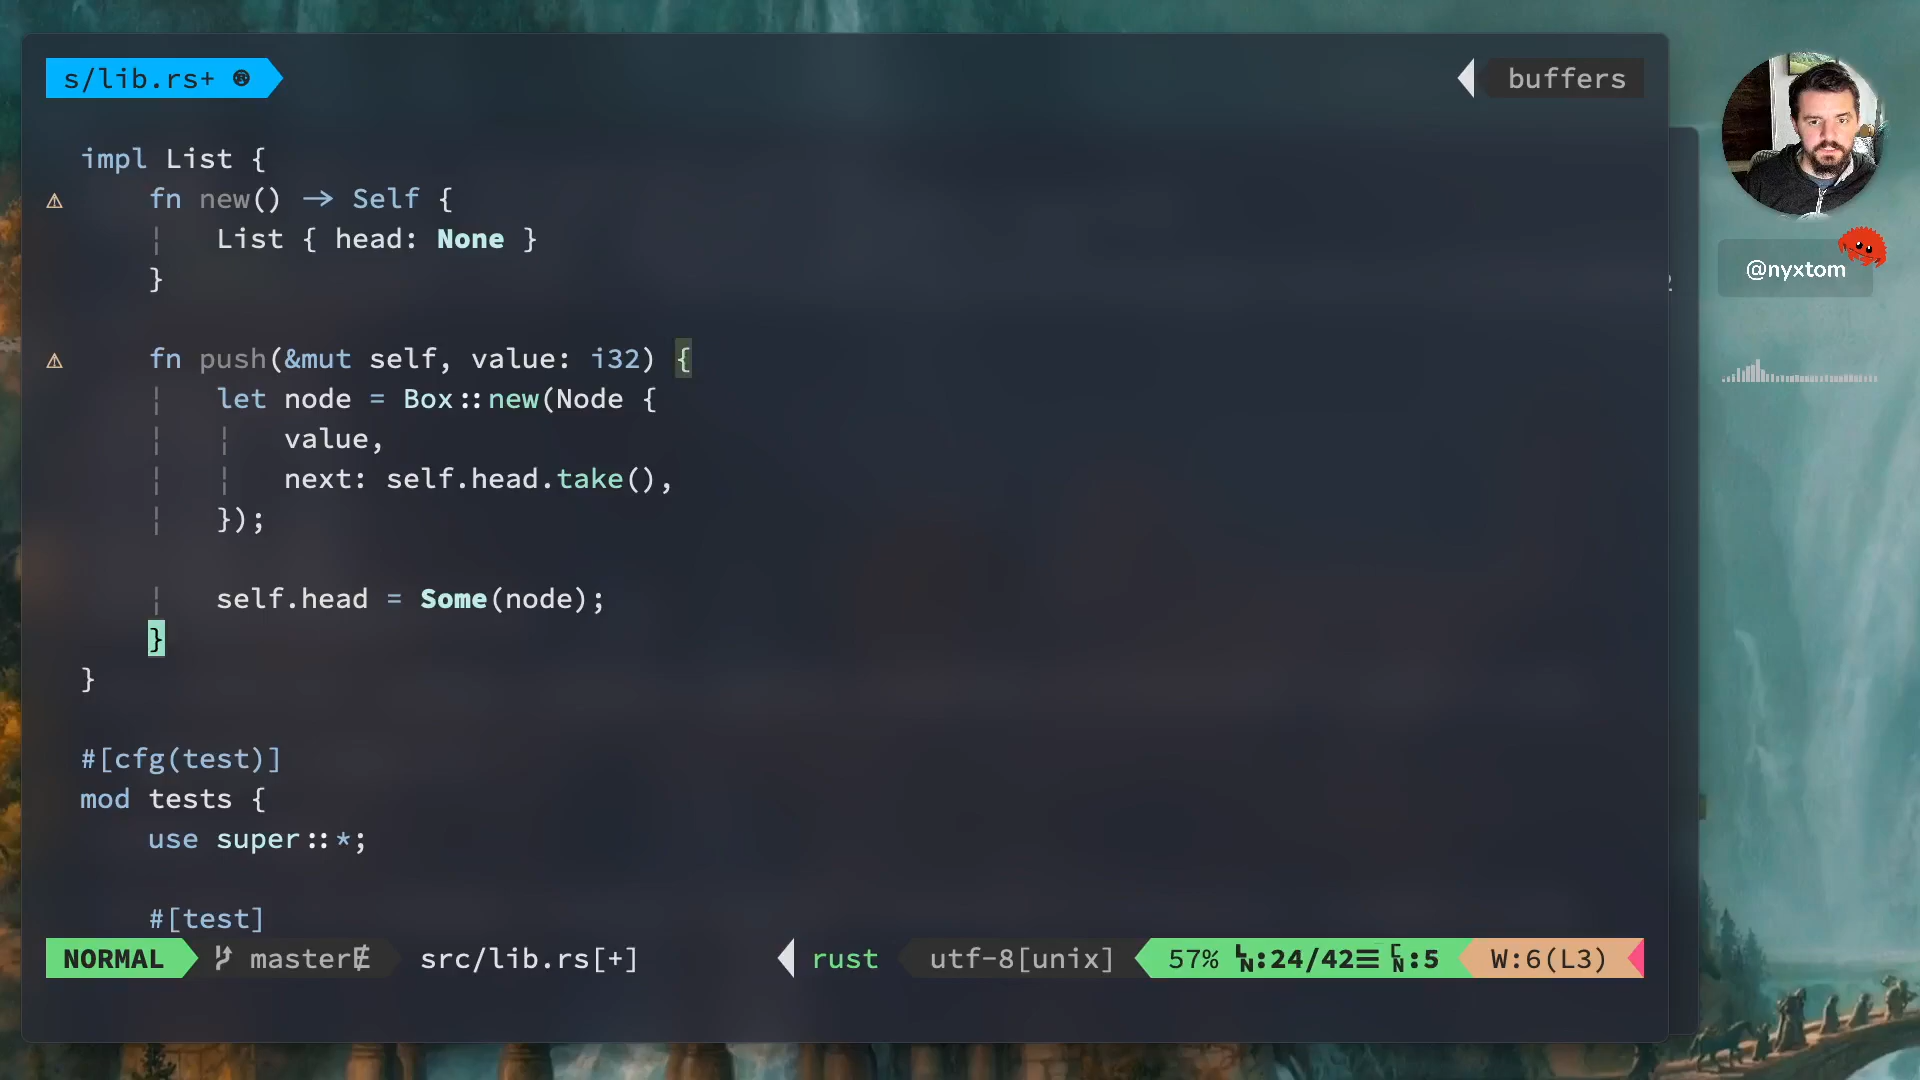 s/lib.rs+
buffers
impl List {
fn new() → Self {
List { head: None }
}
fn push(&mut self, value: i32) {
let node = Box::new(Node {
value,
next: self.head.take(),
});
self.head = Some(node);
}
}
#[cfg(test)]
mod tests {
use super::*;
#[test]
NORMAL master src/lib.rs[+] rust utf-8[unix] 57% LN:24/42☰ CN:5 W:6(L3)
@nyxtom